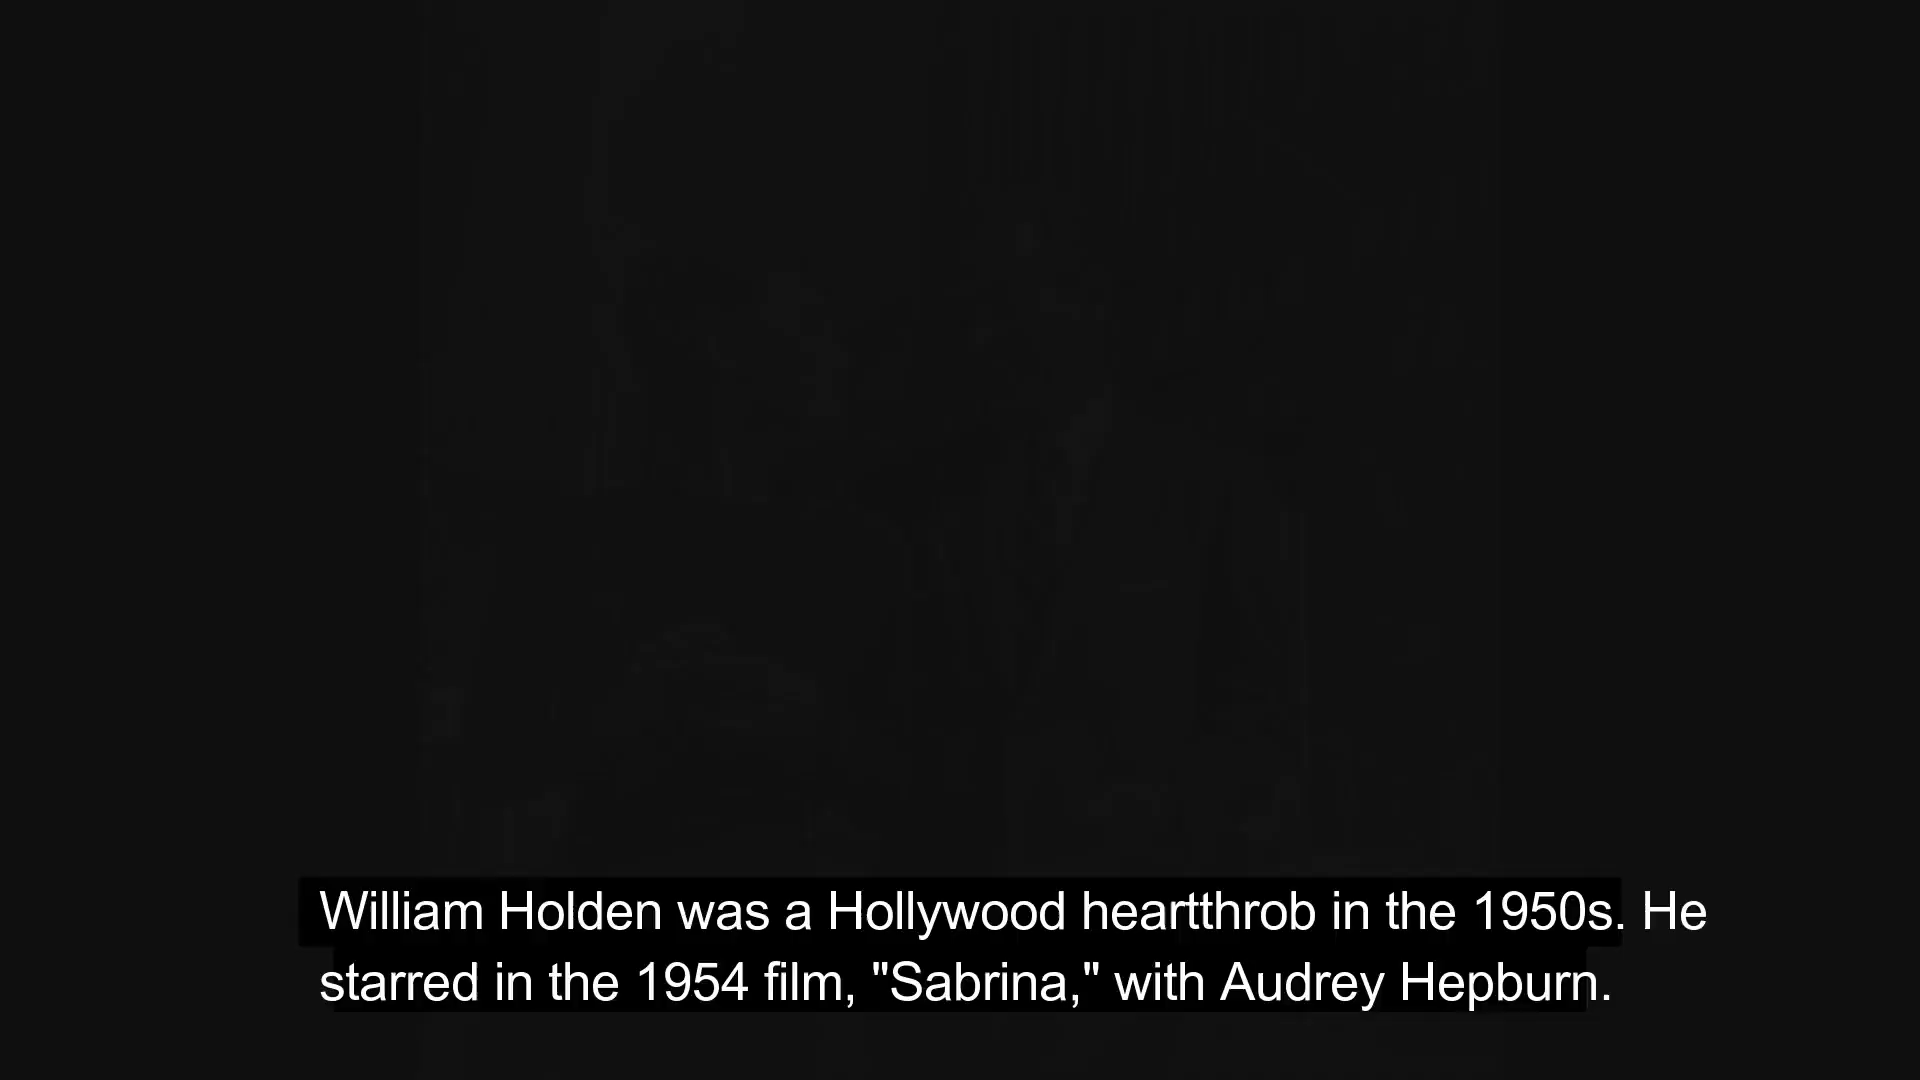 William Holden was a Hollywood heartthrob in the 1950s. He
starred in the 1954 film, "Sabrina," with Audrey Hepburn.